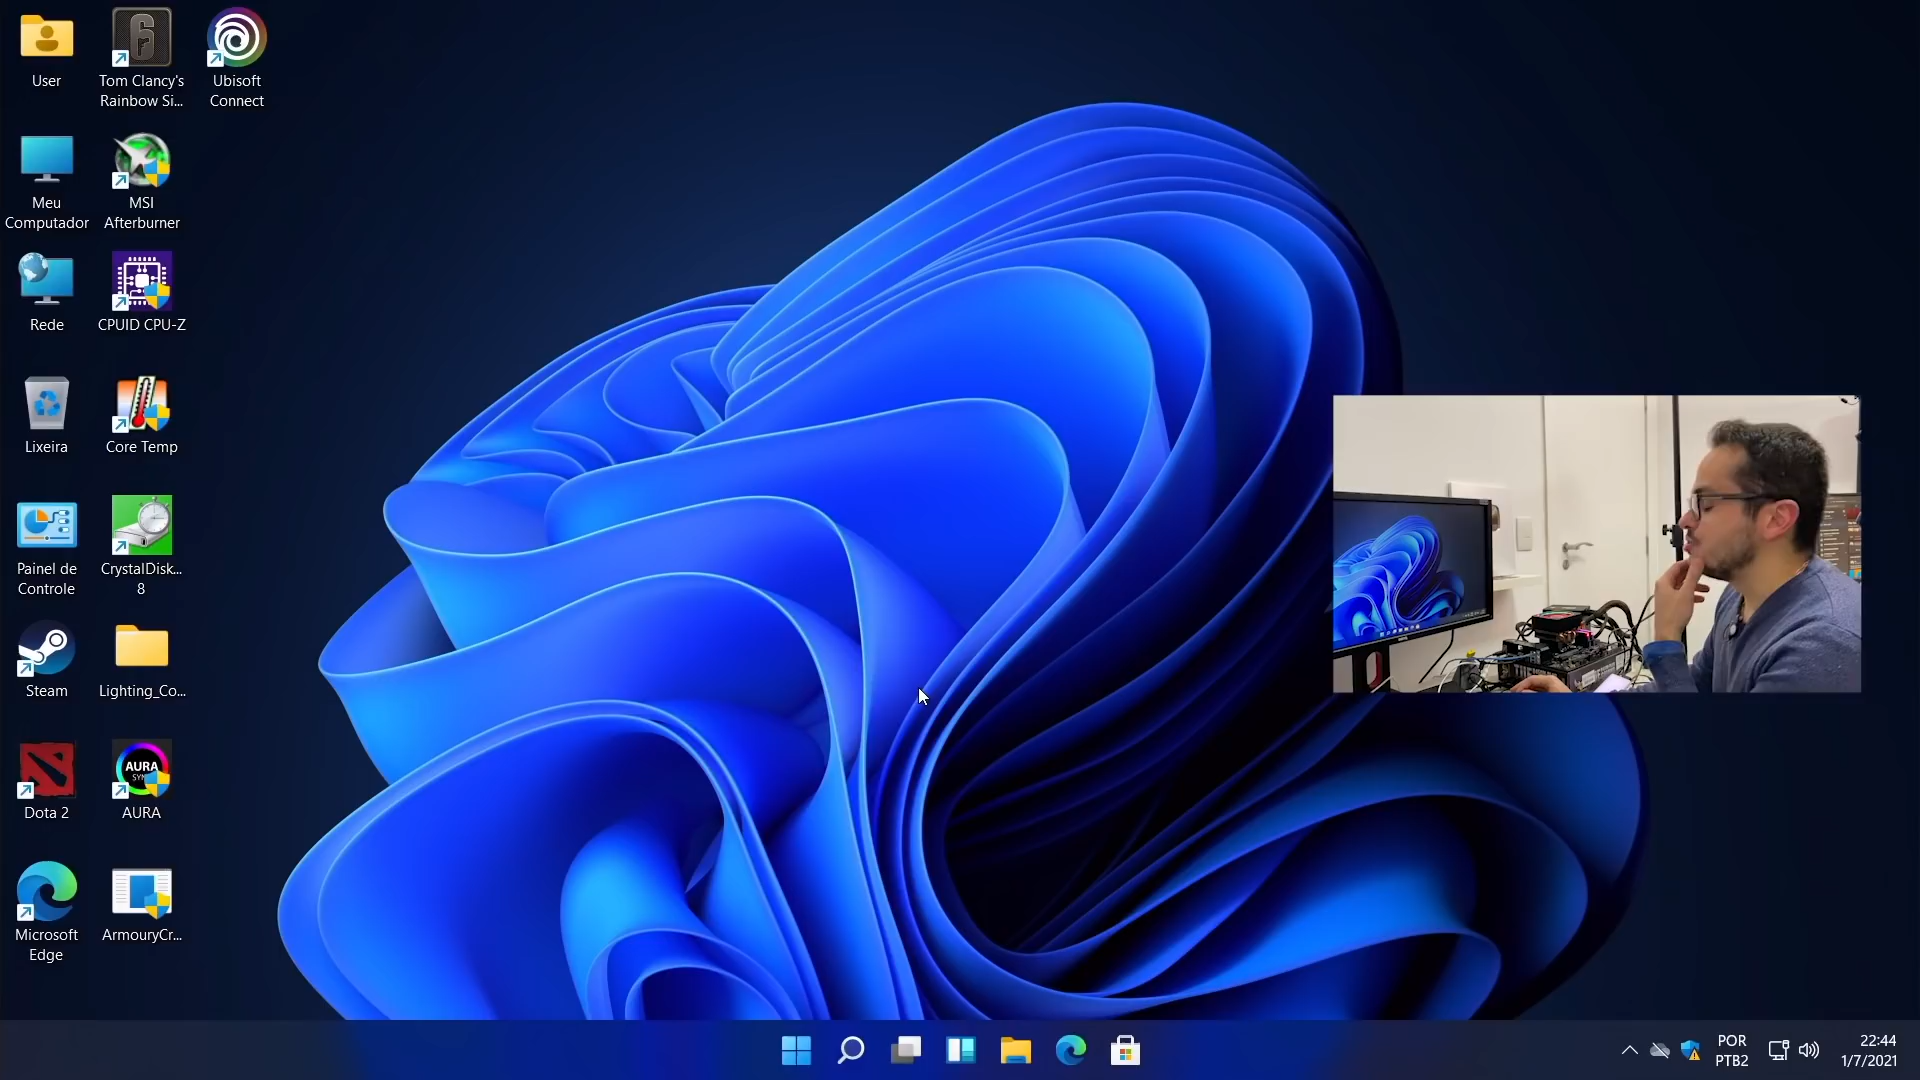 User
Tom Clancy's
Rainbow Si...
Ubisoft
Connect
Meu
Computador
MSI
Afterburner
Rede
CPUID CPU-Z
Lixeira
Core Temp
Painel de
Controle
CrystalDisk...
8
Steam
Lighting_Co...
Dota 2
AURA
AURA
Microsoft
Edge
ArmouryCr...
POR
PTB2
22:44
1/7/2021